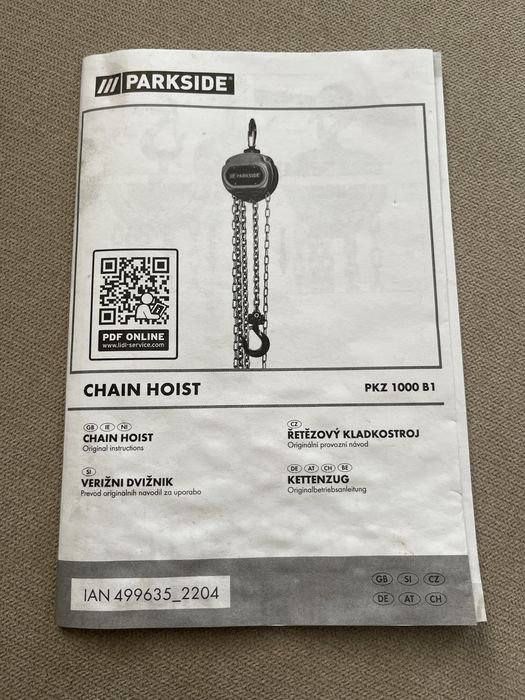 /// PARKSIDE®
/// PARKSIDE
PDF ONLINE
www.lidl-service.com
CHAIN HOIST
PKZ 1000 B1
GB IE NI
CHAIN HOIST
Original instructions
CZ
ŘETĚZOVÝ KLADKOSTROJ
Originální provozní návod
SI
VERIŽNI DVIŽNIK
Prevod originalnih navodil za uporabo
DE AT CH BE
KETTENZUG
Originalbetriebsanleitung
IAN 499635_2204
GB SI CZ
DE AT CH